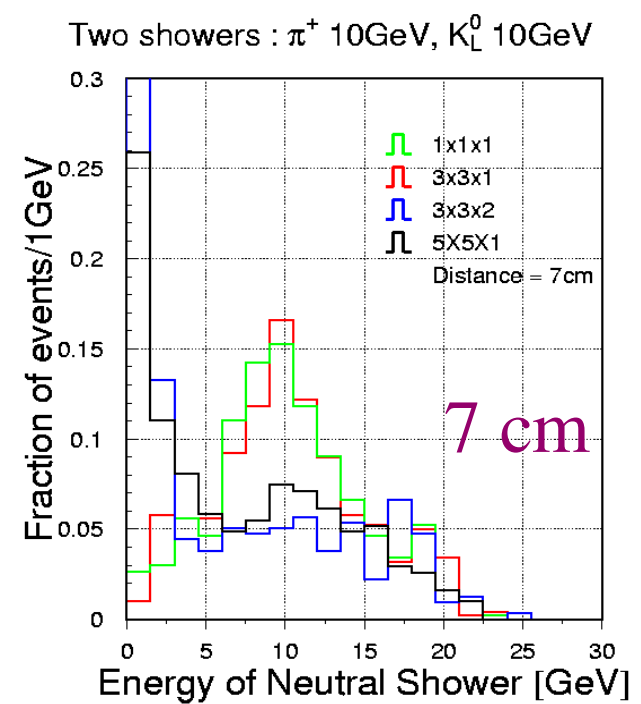 Two showers : π⁺ 10GeV, K⁰_L 10GeV
0.3
0.25
0.2
0.15
0.1
0.05
0
Fraction of events/1GeV
1x1x1
3x3x1
3x3x2
5X5X1
Distance = 7cm
7 cm
0 5 10 15 20 25 30
Energy of Neutral Shower [GeV]